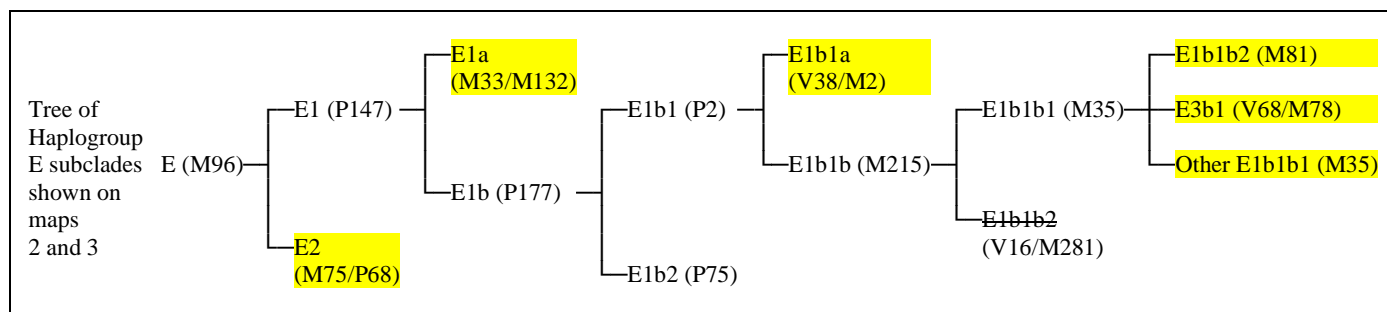 Tree of
Haplogroup
E subclades
shown on
maps
2 and 3
E (M96)
E1 (P147)
E2
(M75/P68)
E1a
(M33/M132)
E1b (P177)
E1b1 (P2)
E1b2 (P75)
E1b1a
(V38/M2)
E1b1b (M215)
E1b1b1 (M35)
E1b1b2
(V16/M281)
E1b1b2 (M81)
E3b1 (V68/M78)
Other E1b1b1 (M35)